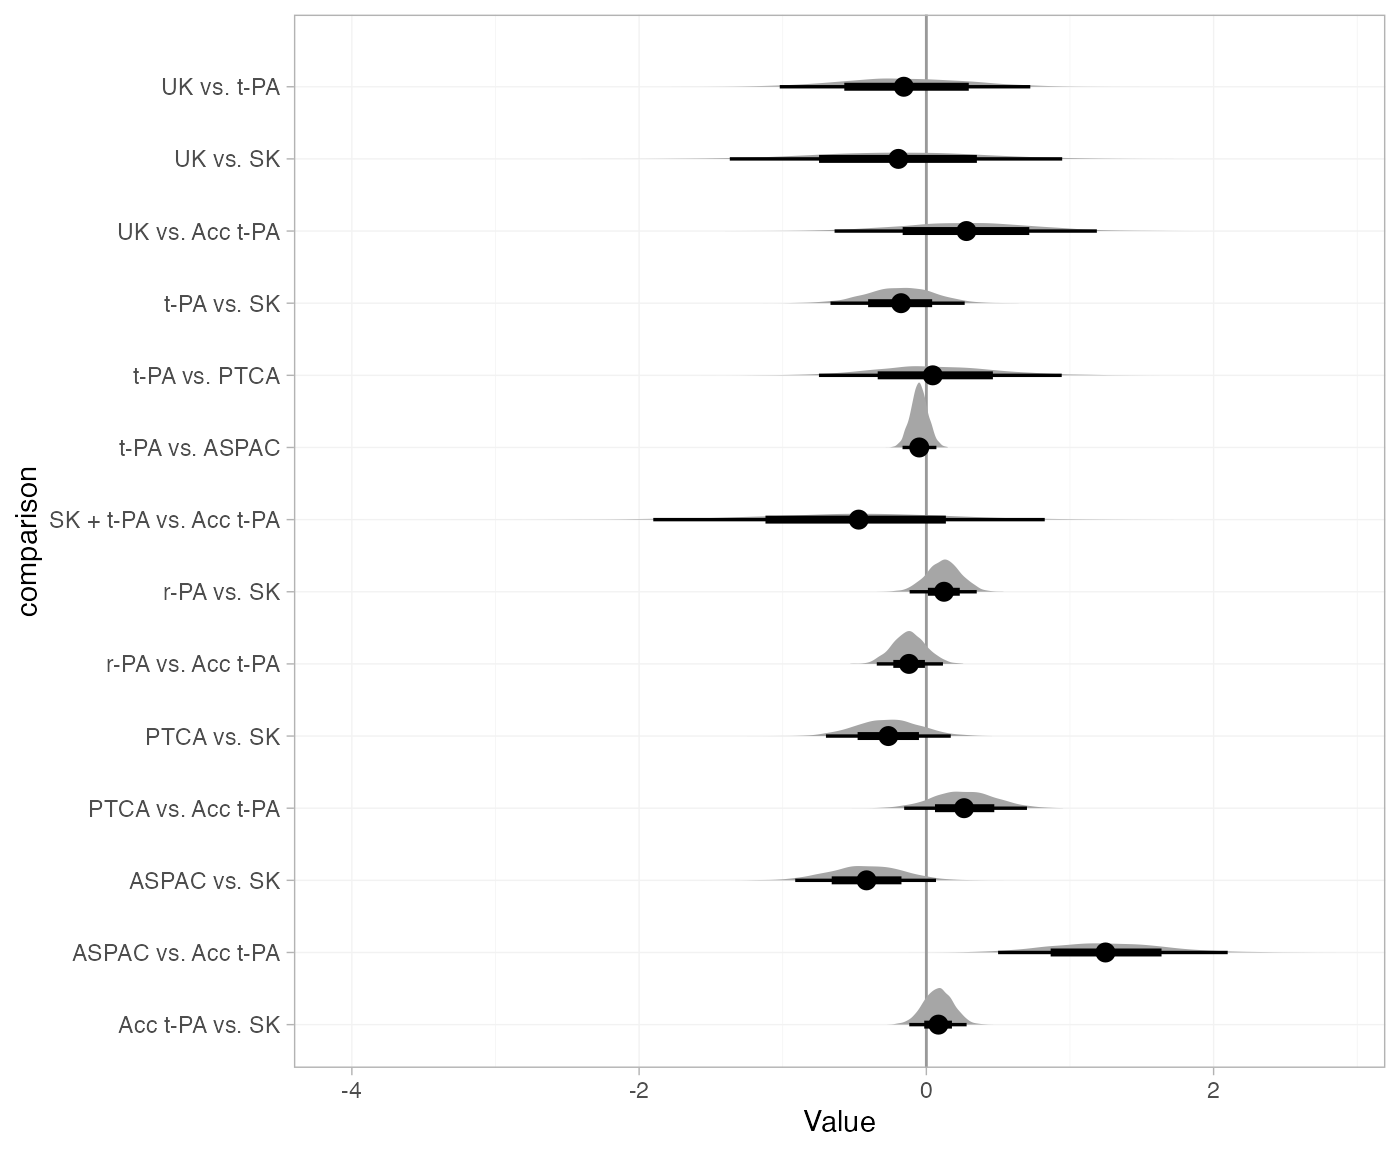 UK vs. t-PA
UK vs. SK
UK vs. Acc t-PA
t-PA vs. SK
t-PA vs. PTCA
t-PA vs. ASPAC
SK + t-PA vs. Acc t-PA
r-PA vs. SK
r-PA vs. Acc t-PA
PTCA vs. SK
PTCA vs. Acc t-PA
ASPAC vs. SK
ASPAC vs. Acc t-PA
Acc t-PA vs. SK
comparison
-4 -2 0 2
Value